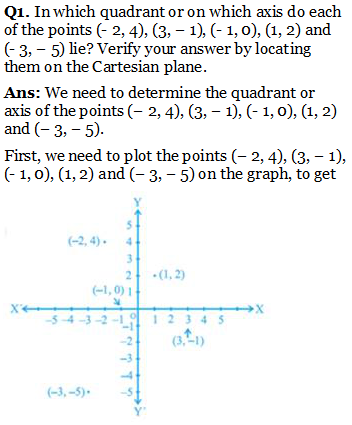 Q1. In which quadrant or on which axis do each
of the points (- 2, 4), (3, – 1), (- 1, 0), (1, 2) and
(- 3, – 5) lie? Verify your answer by locating
them on the Cartesian plane.
Ans: We need to determine the quadrant or
axis of the points (– 2, 4), (3, – 1), (- 1, 0), (1, 2)
and (– 3, – 5).
First, we need to plot the points (– 2, 4), (3, – 1),
(- 1, 0), (1, 2) and (– 3, – 5) on the graph, to get
Y
5
(–2, 4) 4
3
2 (1, 2)
(–1, 0) 1
X' X
–5 –4 –3 –2 –1 0 1 2 3 4 5
–1
–2 (3, –1)
–3
–4
(–3, –5) –5
Y'